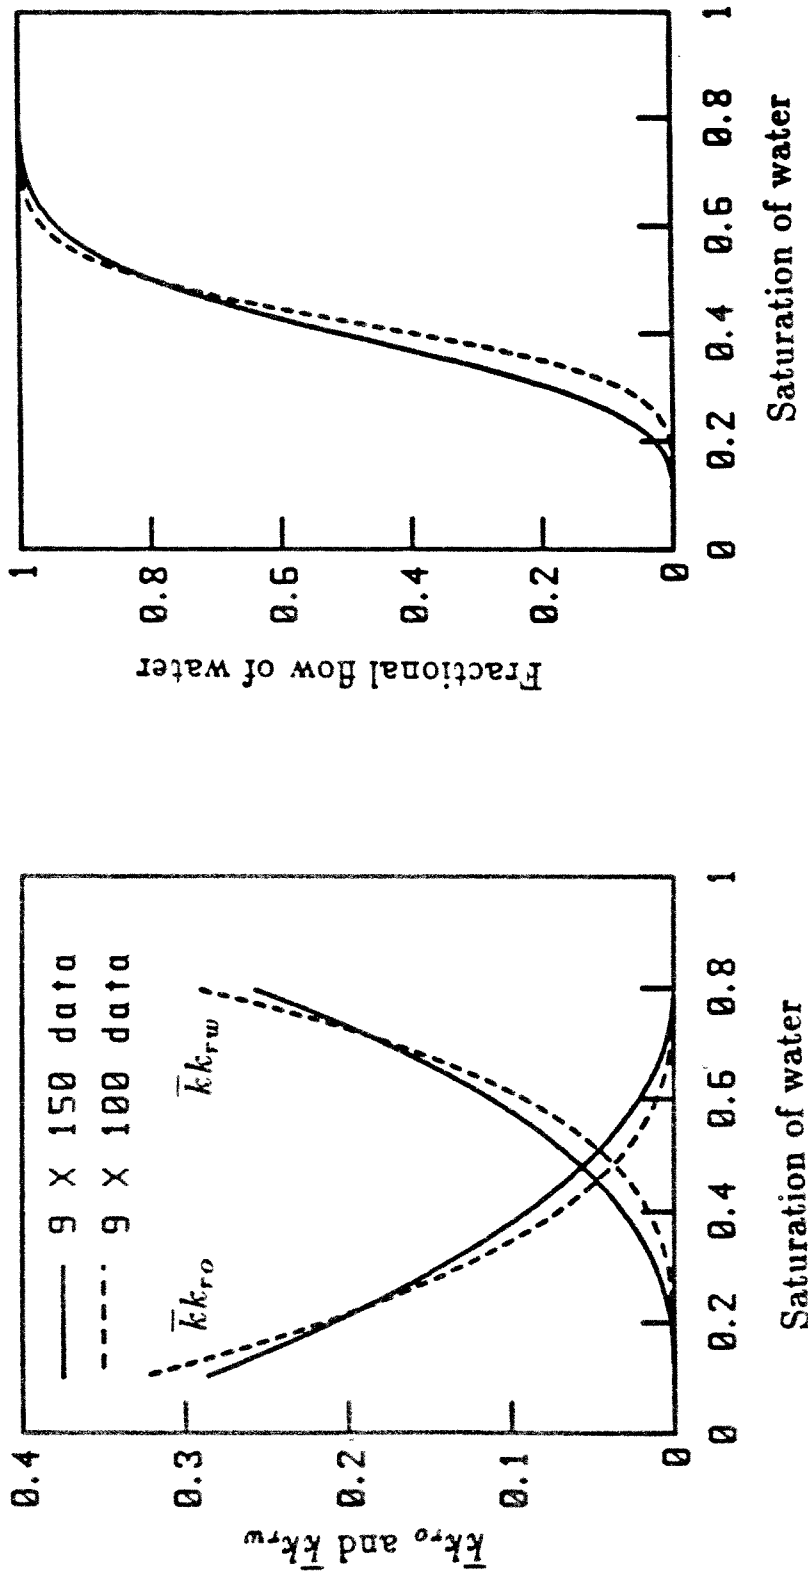 0.4
0.3
0.2
0.1
0
k̅k_ro and k̅k_rw
9 X 150 data
9 X 100 data
k̅k_ro
k̅k_rw
0 0.2 0.4 0.6 0.8 1
Saturation of water
1
0.8
0.6
0.4
0.2
0
Fractional flow of water
0 0.2 0.4 0.6 0.8 1
Saturation of water